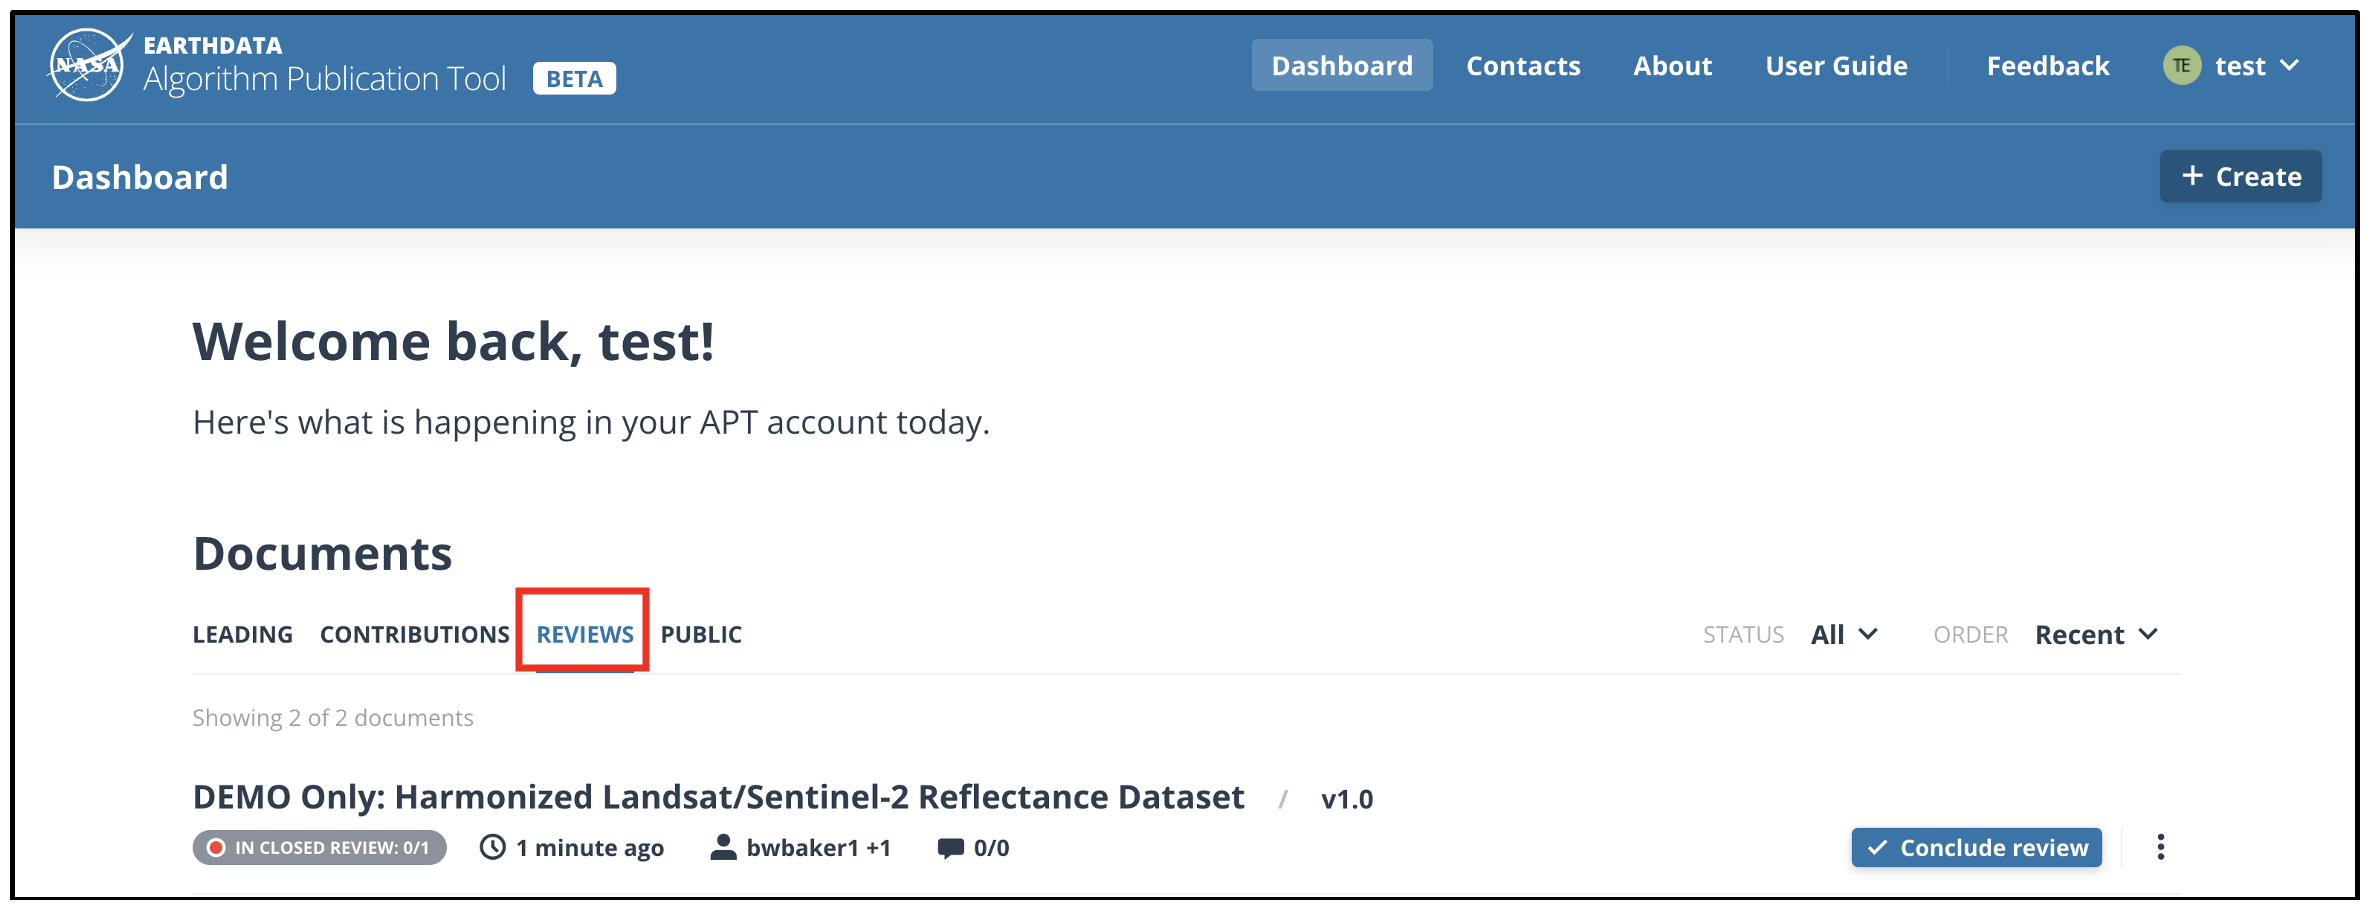 NASA
EARTHDATA
Algorithm Publication Tool BETA
Dashboard Contacts About User Guide Feedback TE test
Dashboard
+ Create
Welcome back, test!
Here's what is happening in your APT account today.
Documents
LEADING CONTRIBUTIONS REVIEWS PUBLIC STATUS All ORDER Recent
Showing 2 of 2 documents
DEMO Only: Harmonized Landsat/Sentinel-2 Reflectance Dataset / v1.0
IN CLOSED REVIEW: 0/1 1 minute ago bwbaker1 +1 0/0 Conclude review